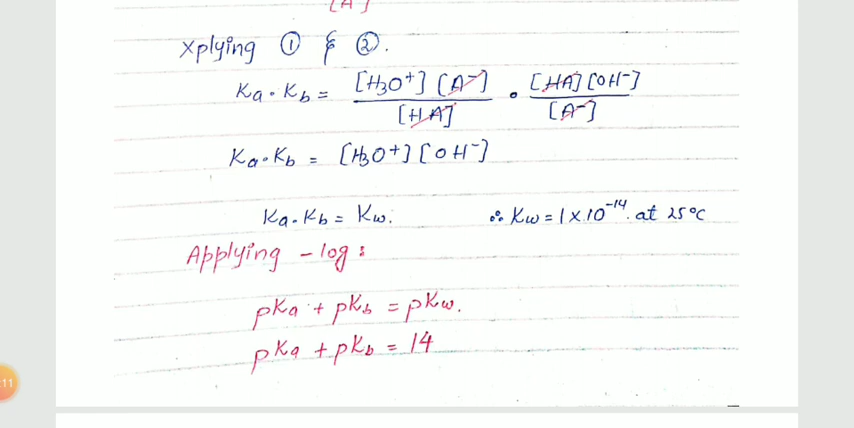 [A]
Xplying ① & ②.
Ka · Kb = [H3O+] [A-] / [HA] · [HA] [OH-] / [A-]
Ka · Kb = [H3O+] [OH-]
Ka · Kb = Kw. ∴ Kw = 1 X 10^-14. at 25°C
Applying - log:
pKa + pKb = pKw.
pKa + pKb = 14
:11